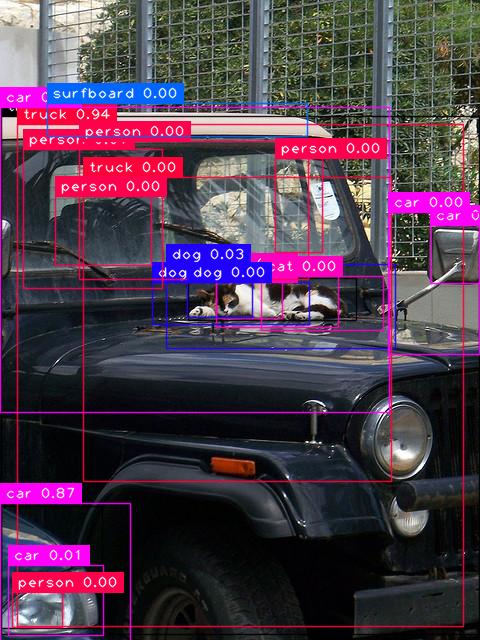 car 0
surfboard 0.00
truck 0.94
person 0.00
person
person 0.00
truck 0.00
person 0.00
car 0.00
car 0
dog 0.03
cat 0.00
dog dog 0.00
car 0.87
car 0.01
person 0.00